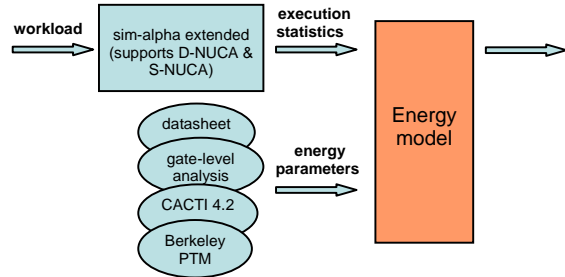 workload
sim-alpha extended
(supports D-NUCA &
S-NUCA)
execution
statistics
datasheet
gate-level
analysis
CACTI 4.2
Berkeley
PTM
energy
parameters
Energy
model